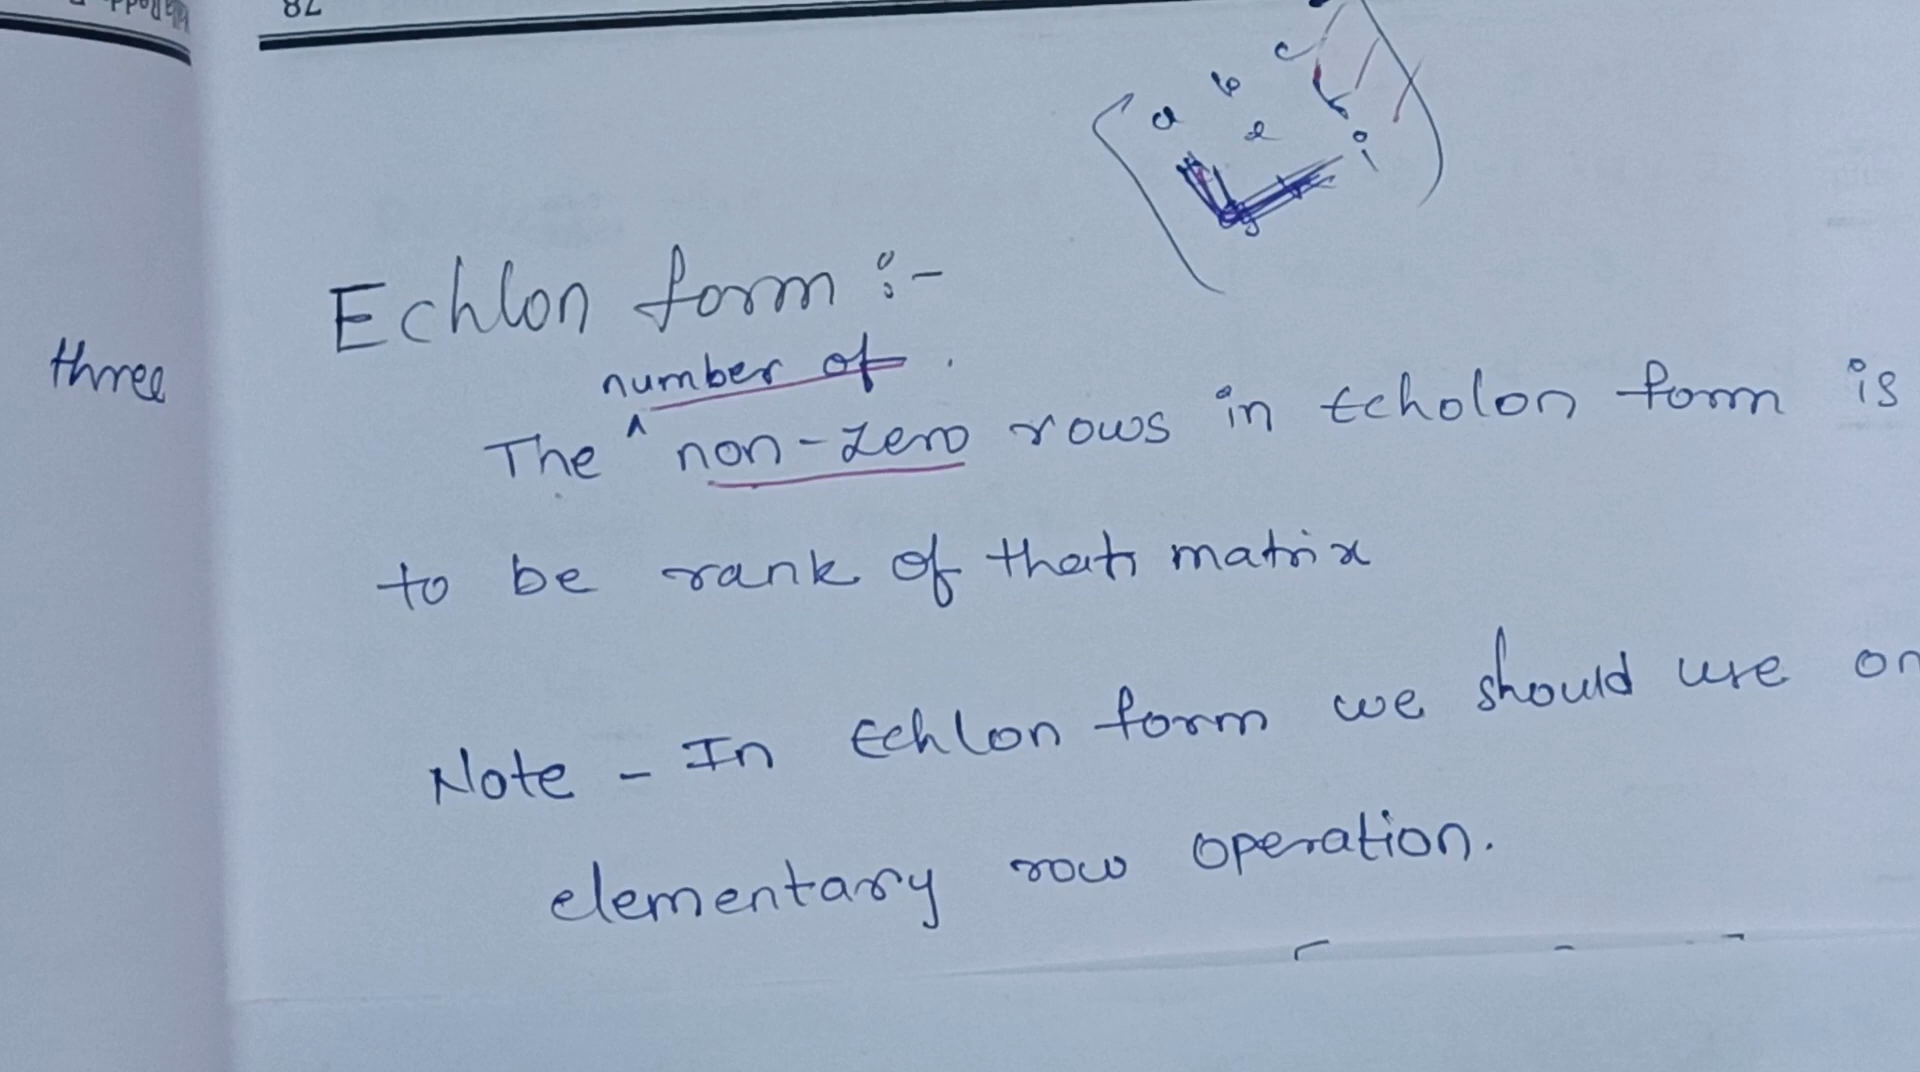 78
a b c
e
i
three
Echlon form :-
number of
The ^ non-zero rows in Echolon form is
to be rank of that matrix
Note - In Echlon form we should use on
elementary row operation.